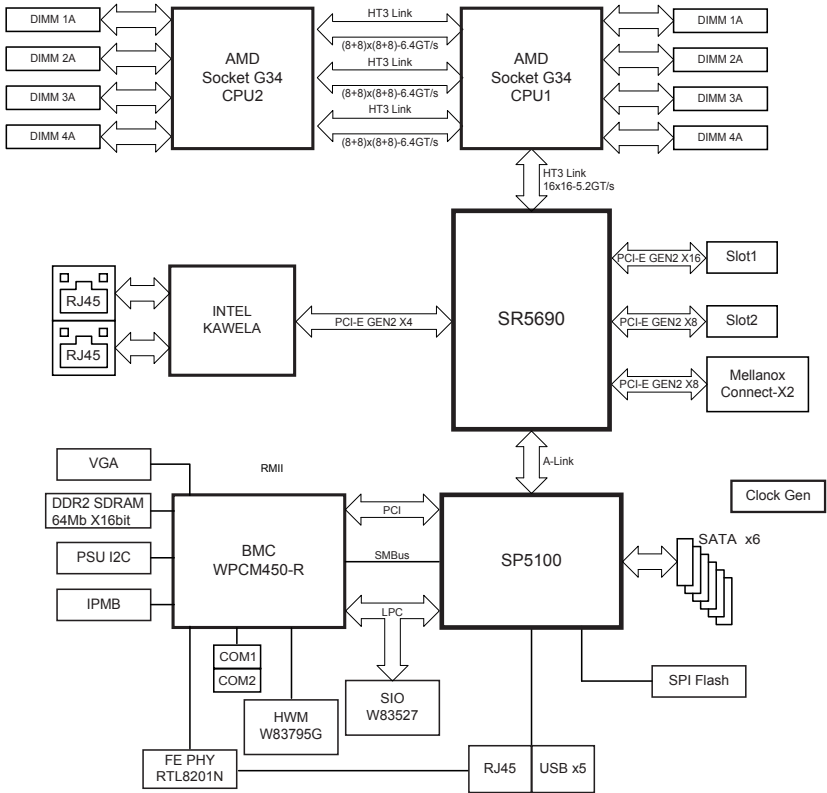 DIMM 1A
DIMM 2A
DIMM 3A
DIMM 4A
AMD
Socket G34
CPU2
HT3 Link
(8+8)x(8+8)-6.4GT/s
HT3 Link
(8+8)x(8+8)-6.4GT/s
HT3 Link
(8+8)x(8+8)-6.4GT/s
AMD
Socket G34
CPU1
DIMM 1A
DIMM 2A
DIMM 3A
DIMM 4A
HT3 Link
16x16-5.2GT/s
RJ45
RJ45
INTEL
KAWELA
PCI-E GEN2 X4
SR5690
PCI-E GEN2 X16
Slot1
PCI-E GEN2 X8
Slot2
PCI-E GEN2 X8
Mellanox
Connect-X2
A-Link
VGA
RMII
DDR2 SDRAM
64Mb X16bit
PSU I2C
IPMB
BMC
WPCM450-R
PCI
SMBus
LPC
SP5100
Clock Gen
SATA x6
COM1
COM2
HWM
W83795G
SIO
W83527
SPI Flash
FE PHY
RTL8201N
RJ45
USB x5